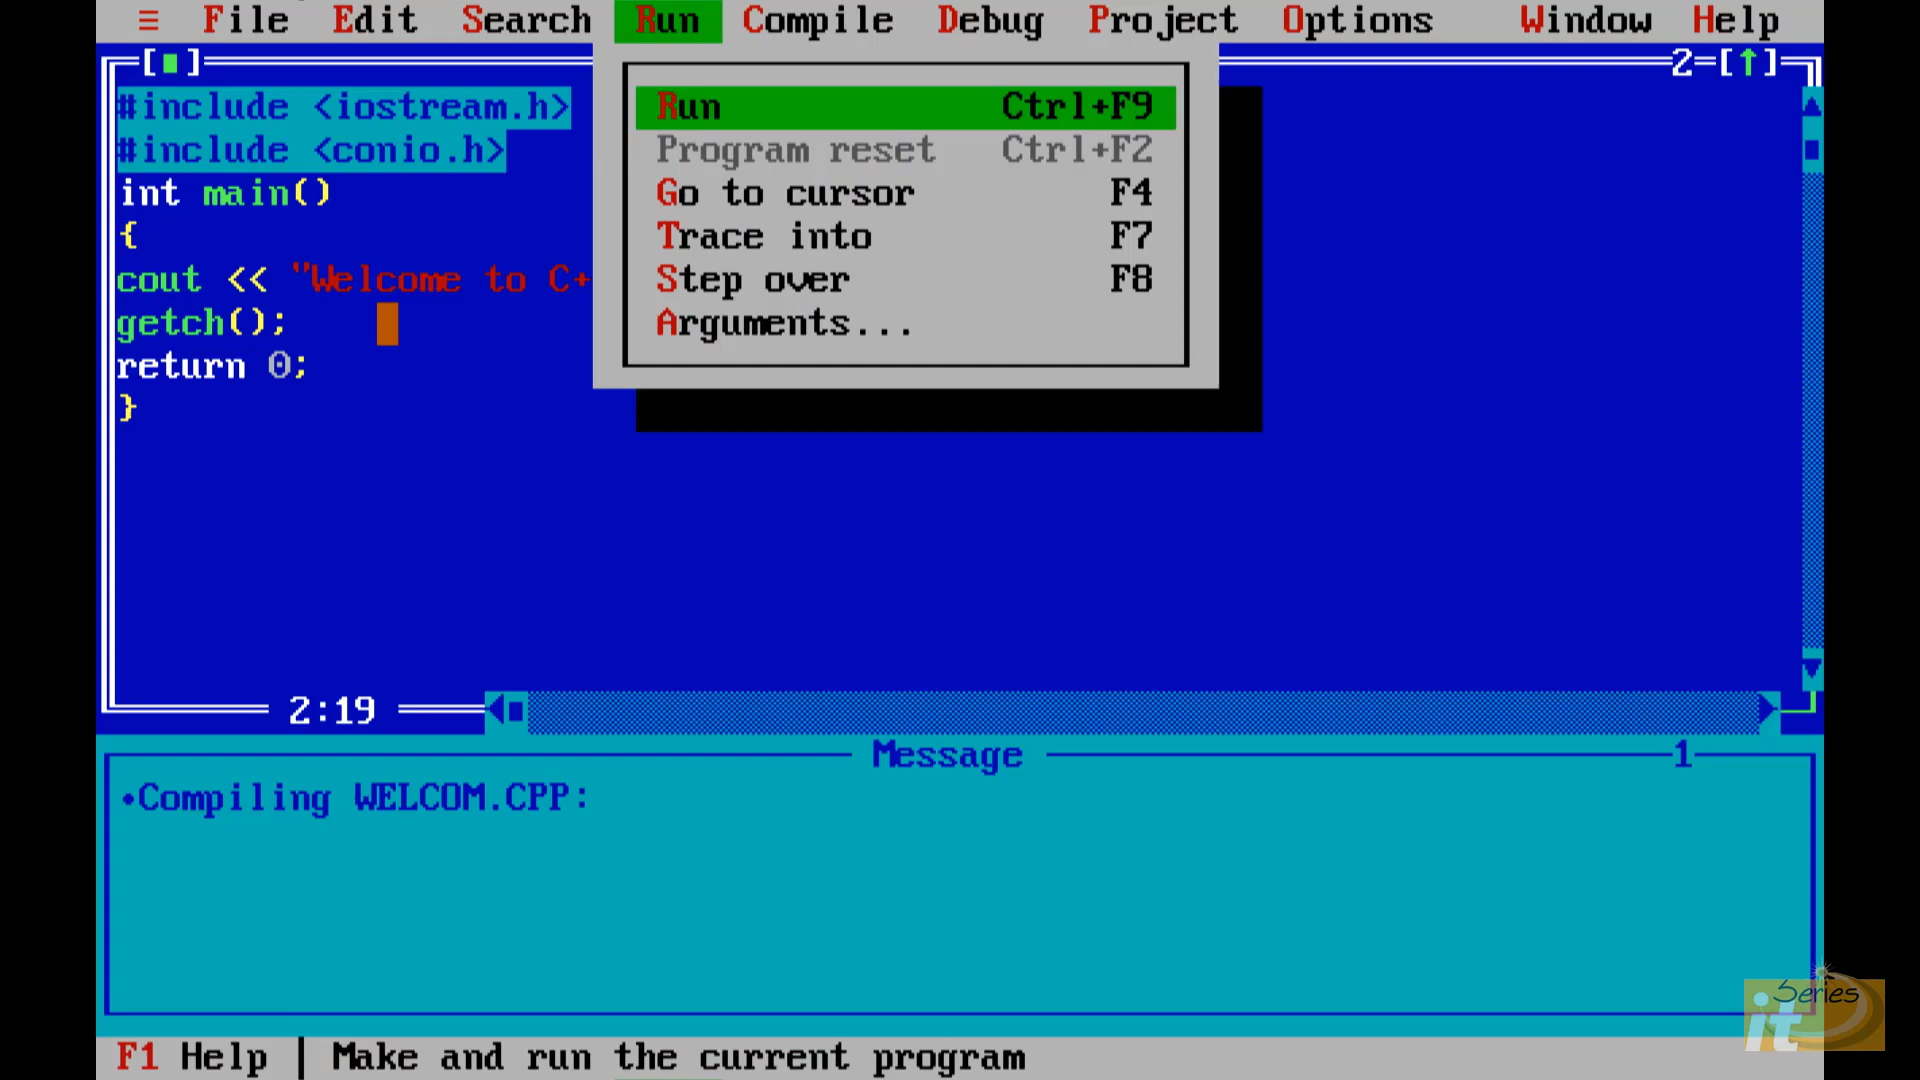 ≡ File Edit Search Run Compile Debug Project Options Window Help
[■] 2=[↑]
#include <iostream.h>
#include <conio.h>
int main()
{
cout << "Welcome to C+
getch();
return 0;
}
Run Ctrl+F9
Program reset Ctrl+F2
Go to cursor F4
Trace into F7
Step over F8
Arguments...
2:19
Message 1
•Compiling WELCOM.CPP:
F1 Help | Make and run the current program
it Series